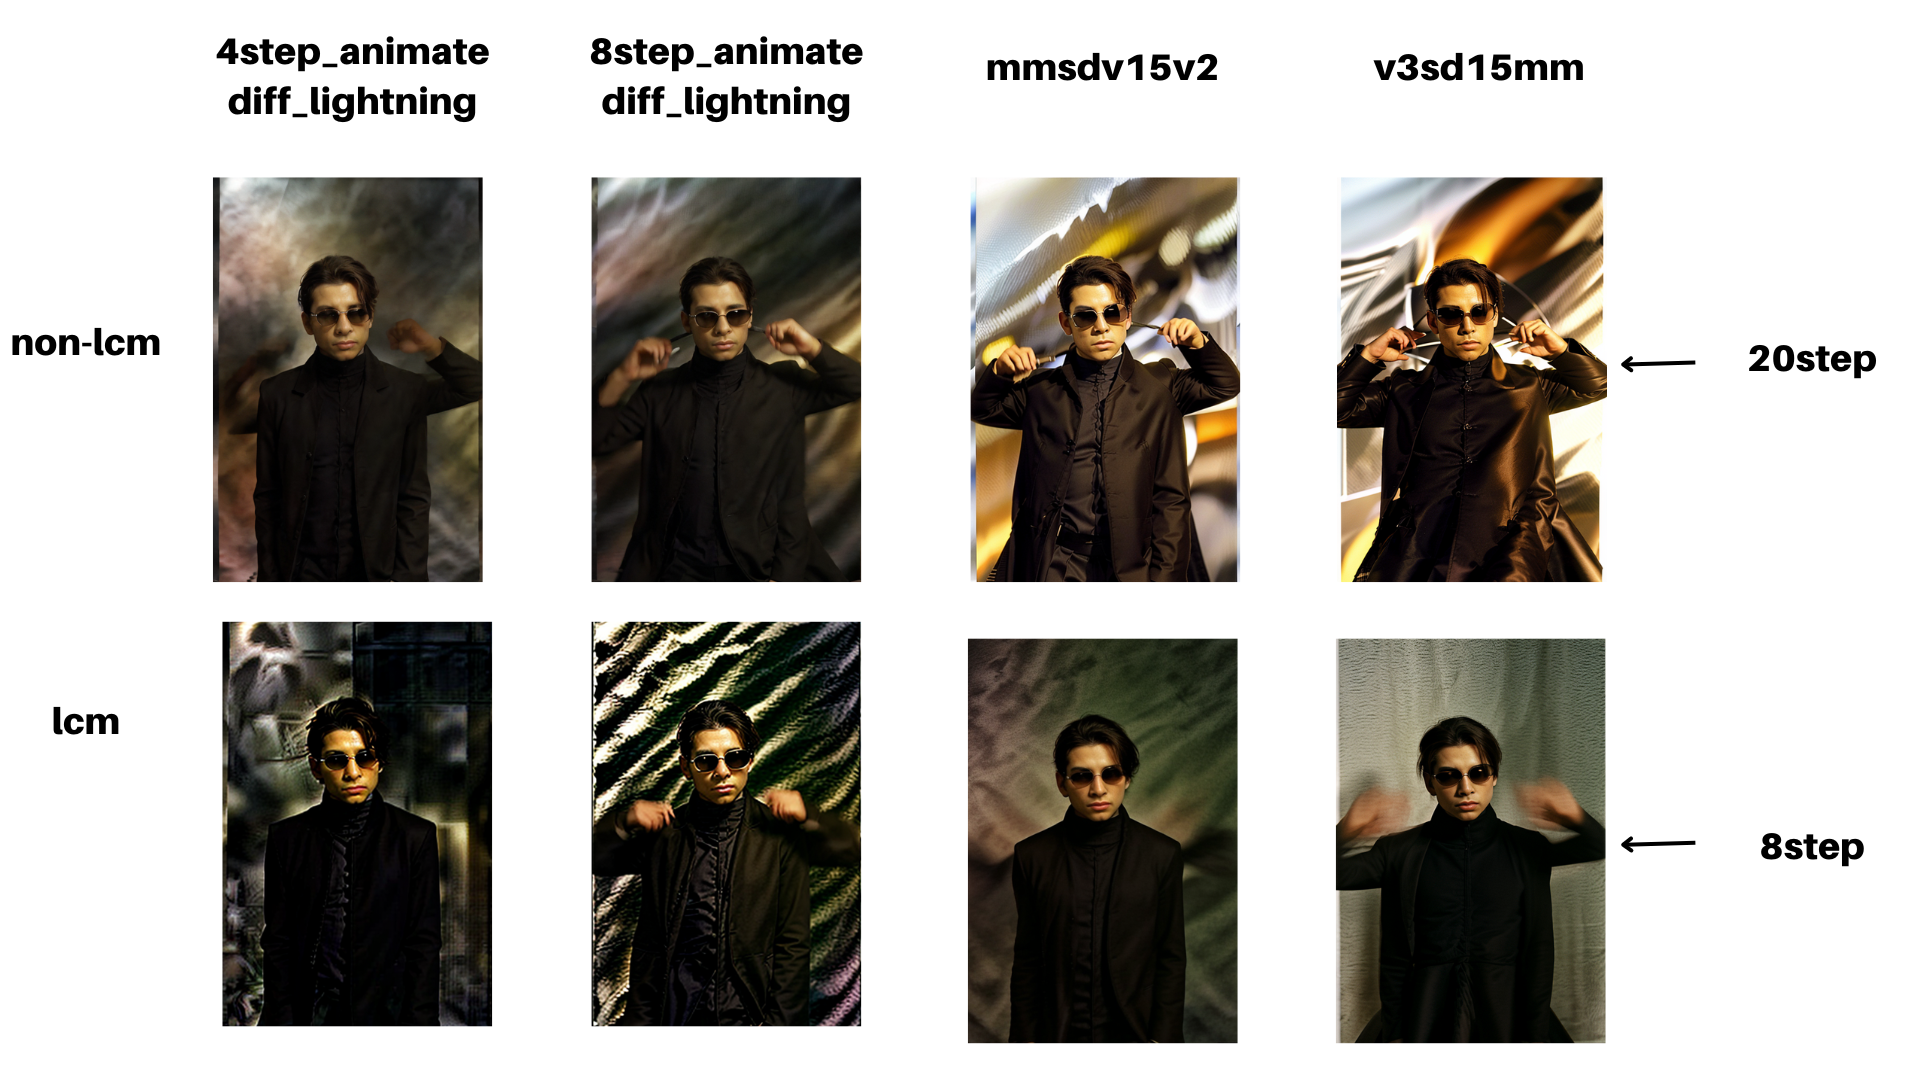 4step_animate
diff_lightning
8step_animate
diff_lightning
mmsdv15v2
v3sd15mm
non-lcm
20step
lcm
8step